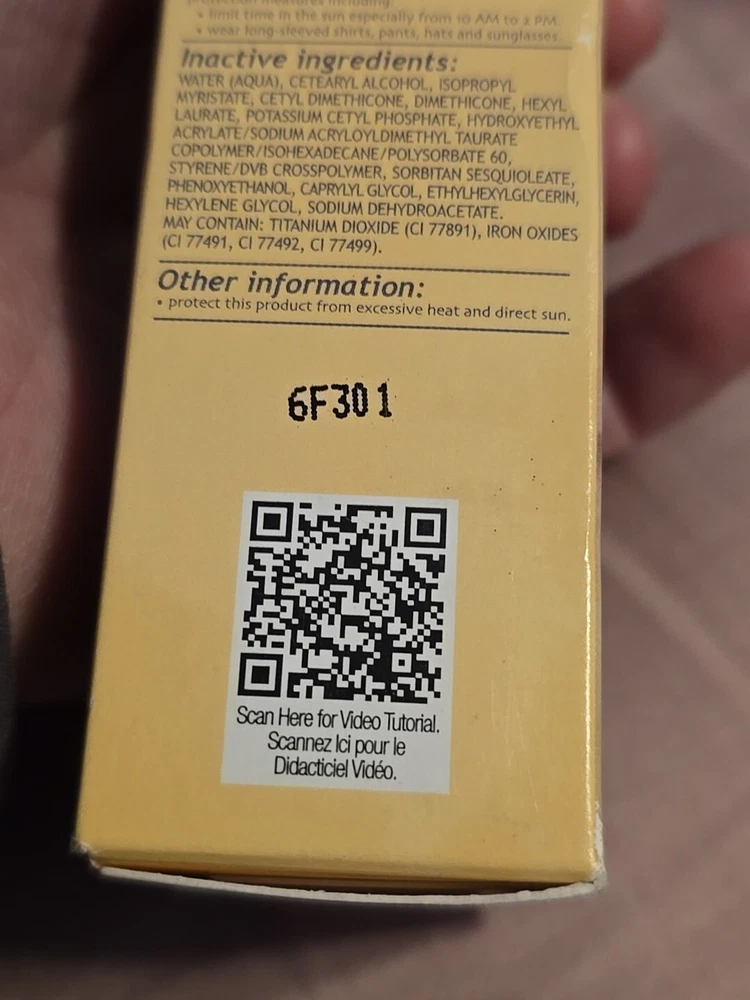 protection measures including:
• limit time in the sun especially from 10 AM to 2 PM.
• wear long-sleeved shirts, pants, hats and sunglasses.
Inactive ingredients:
WATER (AQUA), CETEARYL ALCOHOL, ISOPROPYL
MYRISTATE, CETYL DIMETHICONE, DIMETHICONE, HEXYL
LAURATE, POTASSIUM CETYL PHOSPHATE, HYDROXYETHYL
ACRYLATE/SODIUM ACRYLOYLDIMETHYL TAURATE
COPOLYMER/ISOHEXADECANE/POLYSORBATE 60,
STYRENE/DVB CROSSPOLYMER, SORBITAN SESQUIOLEATE,
PHENOXYETHANOL, CAPRYLYL GLYCOL, ETHYLHEXYLGLYCERIN,
HEXYLENE GLYCOL, SODIUM DEHYDROACETATE.
MAY CONTAIN: TITANIUM DIOXIDE (CI 77891), IRON OXIDES
(CI 77491, CI 77492, CI 77499).
Other information:
• protect this product from excessive heat and direct sun.
6F301
Scan Here for Video Tutorial.
Scannez Ici pour le
Didacticiel Vidéo.